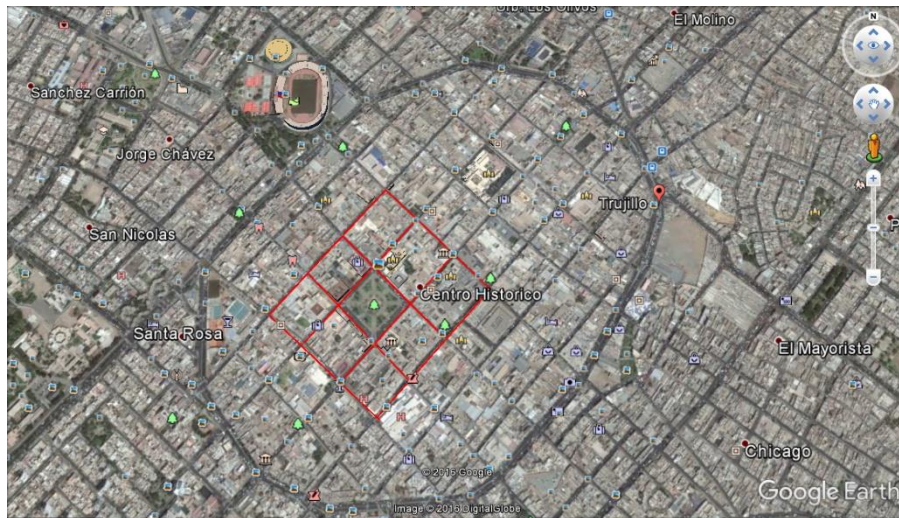 Urb. Los Olivos
El Molino
N
Sanchez Carrión
Jorge Chávez
Trujillo
San Nicolas
Centro Historico
Santa Rosa
El Mayorista
Chicago
© 2016 Google
Image © 2016 DigitalGlobe
Google Earth